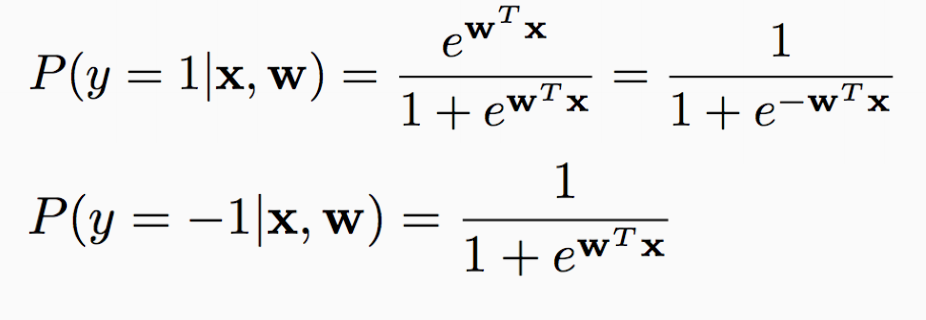 P(y = 1|x, w) = e^{w^T x} / (1 + e^{w^T x}) = 1 / (1 + e^{-w^T x})
P(y = −1|x, w) = 1 / (1 + e^{w^T x})